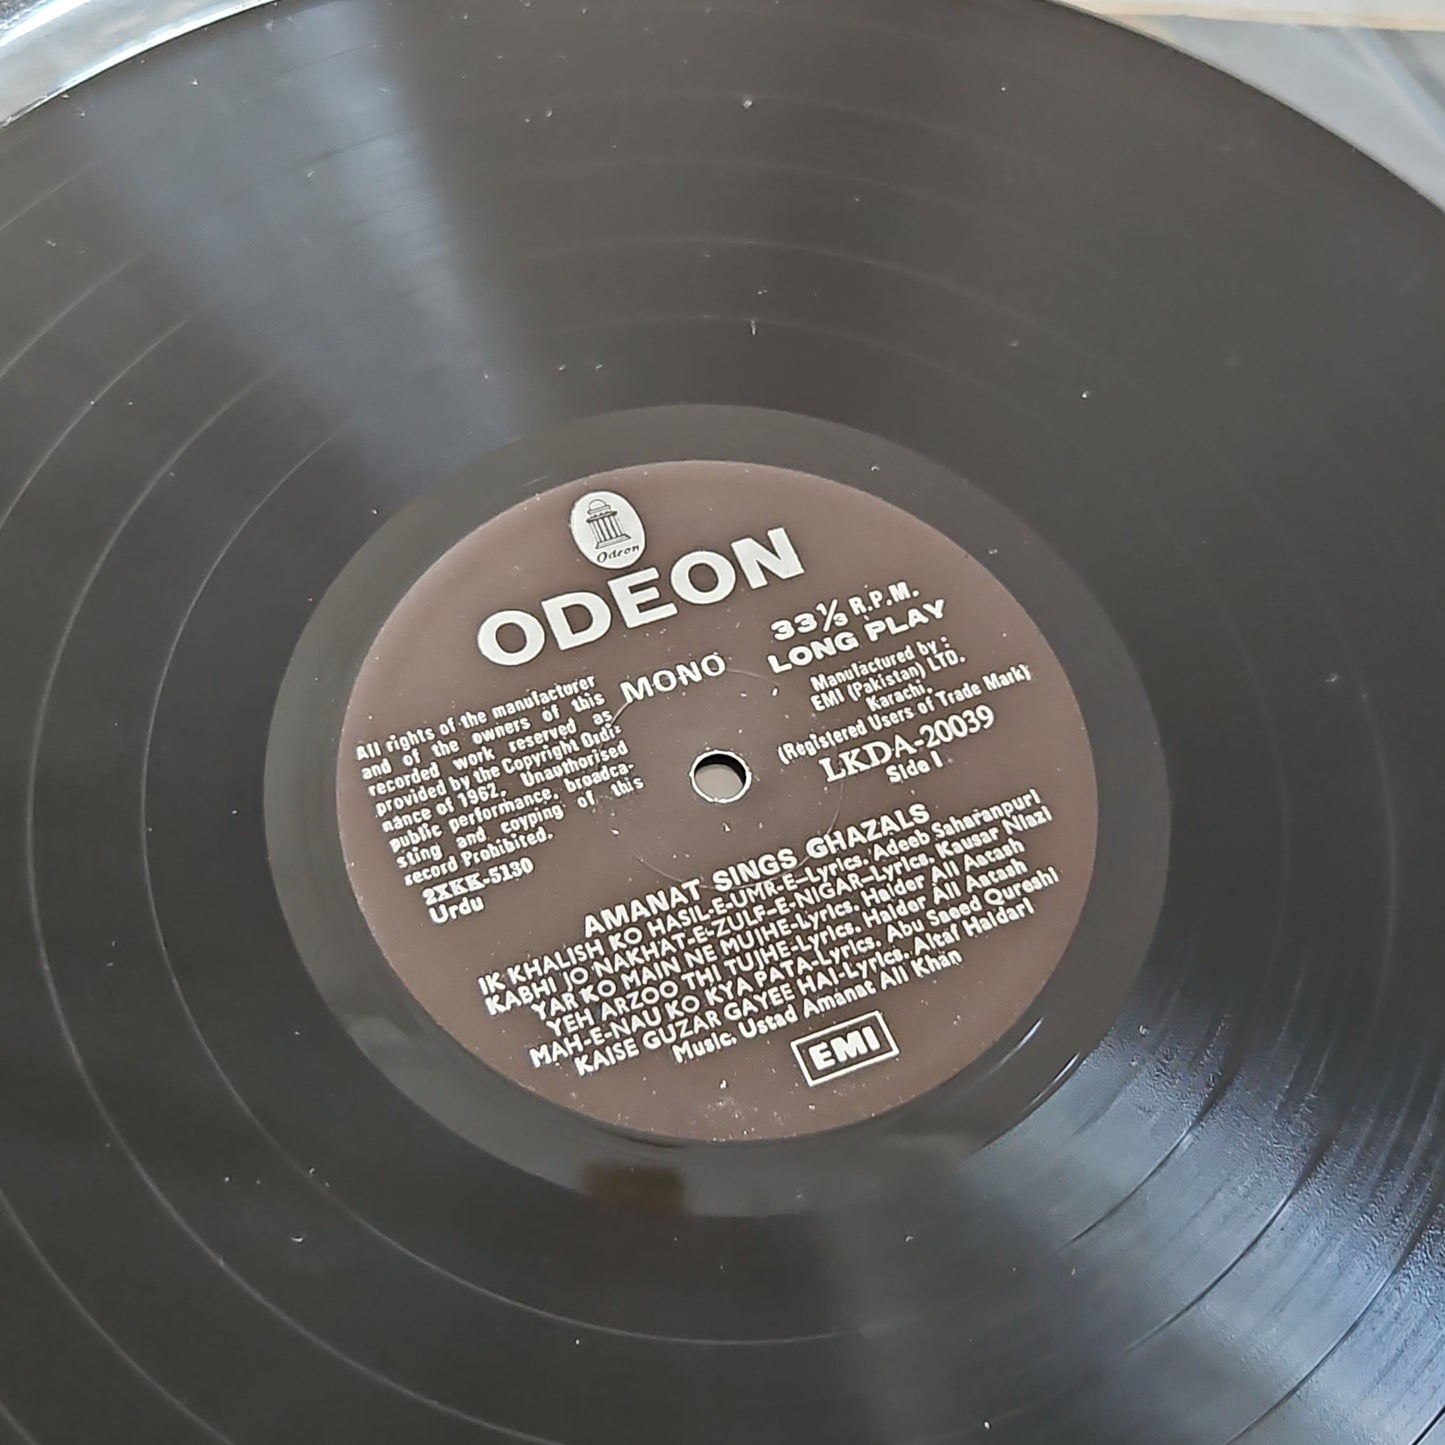 Odeon
ODEON
MONO
33⅓ R.P.M.
LONG PLAY
Manufactured by :
EMI (Pakistan) LTD.
Karachi.
(Registered Users of Trade Mark)
LKDA-20039
Side 1
All rights of the manufacturer
and of the owners of this
recorded work reserved as
provided by the Copyright Ordi-
nance of 1962. Unauthorised
public performance, broadca-
sting and coyping of this
record Prohibited.
2XKK-5130
Urdu
AMANAT SINGS GHAZALS
IK KHALISH KO HASIL-E-UMR-E-Lyrics. Adeeb Saharanpuri
KABHI JO NAKHAT-E-ZULF-E-NIGAR-Lyrics. Kausar Niazi
YAR KO MAIN NE MUJHE-Lyrics. Haider Ali Aatash
YEH ARZOO THI TUJHE-Lyrics. Haider Ali Aatash
MAH-E-NAU KO KYA PATA-Lyrics. Abu Saeed Qureshi
KAISE GUZAR GAYEE HAI-Lyrics. Altaf Haidari
Music. Ustad Amanat Ali Khan
EMI